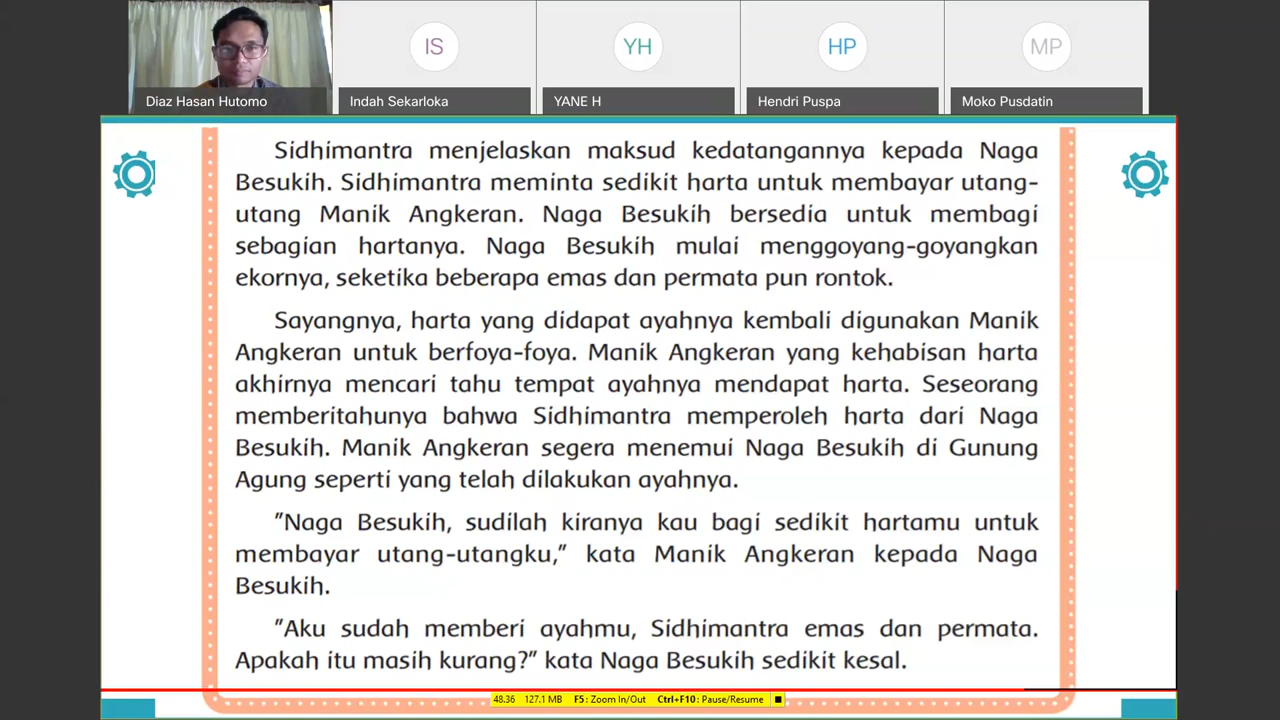 IS
YH
HP
MP
Diaz Hasan Hutomo
Indah Sekarloka
YANE H
Hendri Puspa
Moko Pusdatin
Sidhimantra menjelaskan maksud kedatangannya kepada Naga
Besukih. Sidhimantra meminta sedikit harta untuk membayar utang-
utang Manik Angkeran. Naga Besukih bersedia untuk membagi
sebagian hartanya. Naga Besukih mulai menggoyang-goyangkan
ekornya, seketika beberapa emas dan permata pun rontok.
Sayangnya, harta yang didapat ayahnya kembali digunakan Manik
Angkeran untuk berfoya-foya. Manik Angkeran yang kehabisan harta
akhirnya mencari tahu tempat ayahnya mendapat harta. Seseorang
memberitahunya bahwa Sidhimantra memperoleh harta dari Naga
Besukih. Manik Angkeran segera menemui Naga Besukih di Gunung
Agung seperti yang telah dilakukan ayahnya.
"Naga Besukih, sudilah kiranya kau bagi sedikit hartamu untuk
membayar utang-utangku," kata Manik Angkeran kepada Naga
Besukih.
"Aku sudah memberi ayahmu, Sidhimantra emas dan permata.
Apakah itu masih kurang?" kata Naga Besukih sedikit kesal.
48.36 127.1 MB F5: Zoom In/Out Ctrl+F10: Pause/Resume